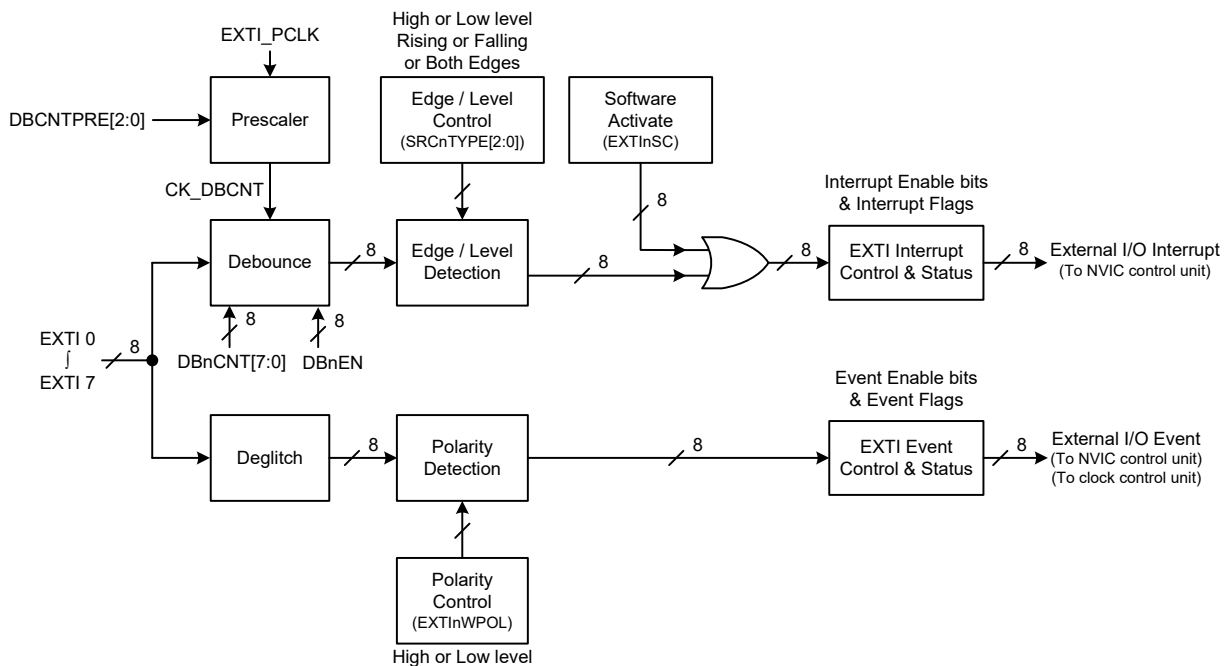 EXTI_PCLK
High or Low level
Rising or Falling
or Both Edges
DBCNTPRE[2:0]
Prescaler
Edge / Level
Control
(SRCnTYPE[2:0])
Software
Activate
(EXTInSC)
CK_DBCNT
8
Interrupt Enable bits
& Interrupt Flags
Debounce
8
Edge / Level
Detection
8
8
EXTI Interrupt
Control & Status
8
External I/O Interrupt
(To NVIC control unit)
8
8
EXTI 0
∫
EXTI 7
8
DBnCNT[7:0]
DBnEN
Event Enable bits
& Event Flags
Deglitch
8
Polarity
Detection
8
EXTI Event
Control & Status
8
External I/O Event
(To NVIC control unit)
(To clock control unit)
Polarity
Control
(EXTInWPOL)
High or Low level